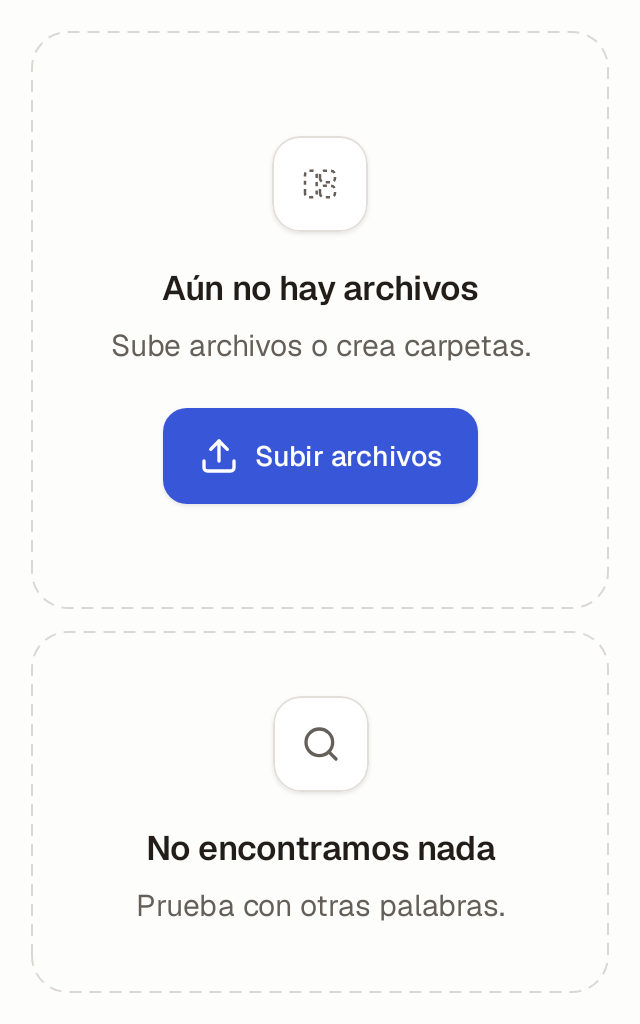 Aún no hay archivos
Sube archivos o crea carpetas.
Subir archivos
No encontramos nada
Prueba con otras palabras.